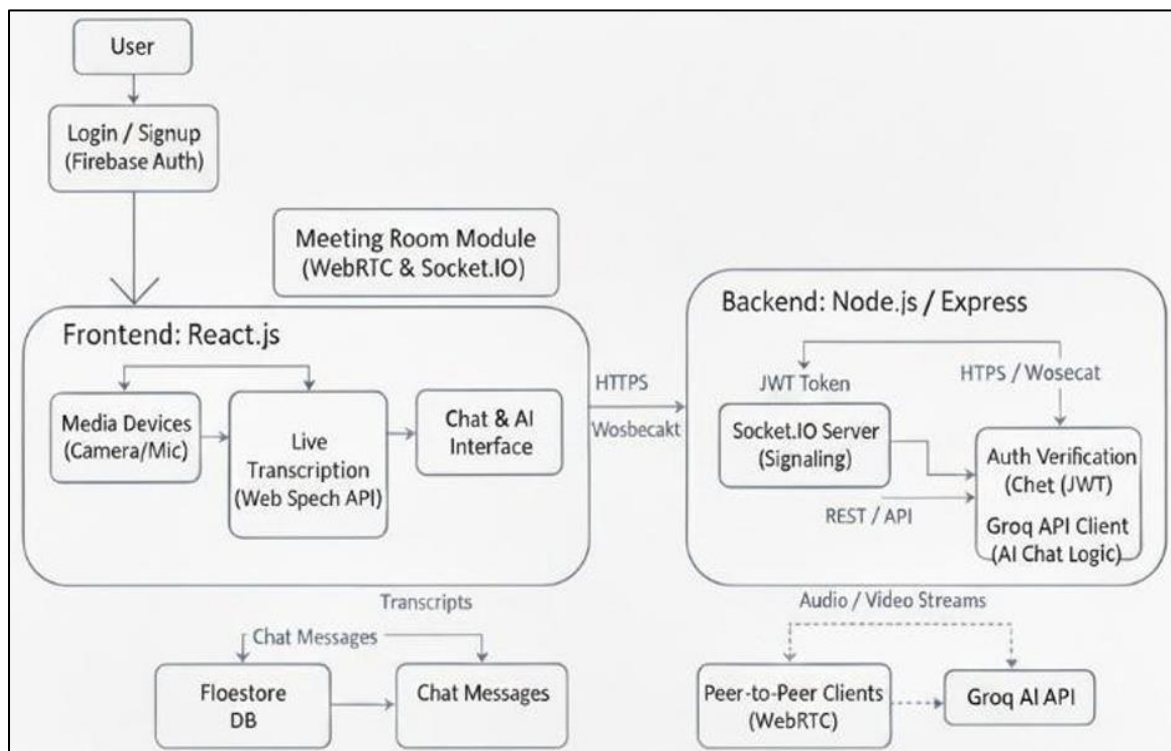 User
Login / Signup
(Firebase Auth)
Meeting Room Module
(WebRTC & Socket.IO)
Frontend: React.js
Media Devices
(Camera/Mic)
Live
Transcription
(Web Spech API)
Chat & AI
Interface
HTTPS
Wosbecakt
Backend: Node.js / Express
JWT Token
HTPS / Wosecat
Socket.IO Server
(Signaling)
REST / API
Auth Verification
(Chet (JWT)
Groq API Client
(AI Chat Logic)
Transcripts
Chat Messages
Floestore
DB
Chat Messages
Audio / Video Streams
Peer-to-Peer Clients
(WebRTC)
Groq AI API